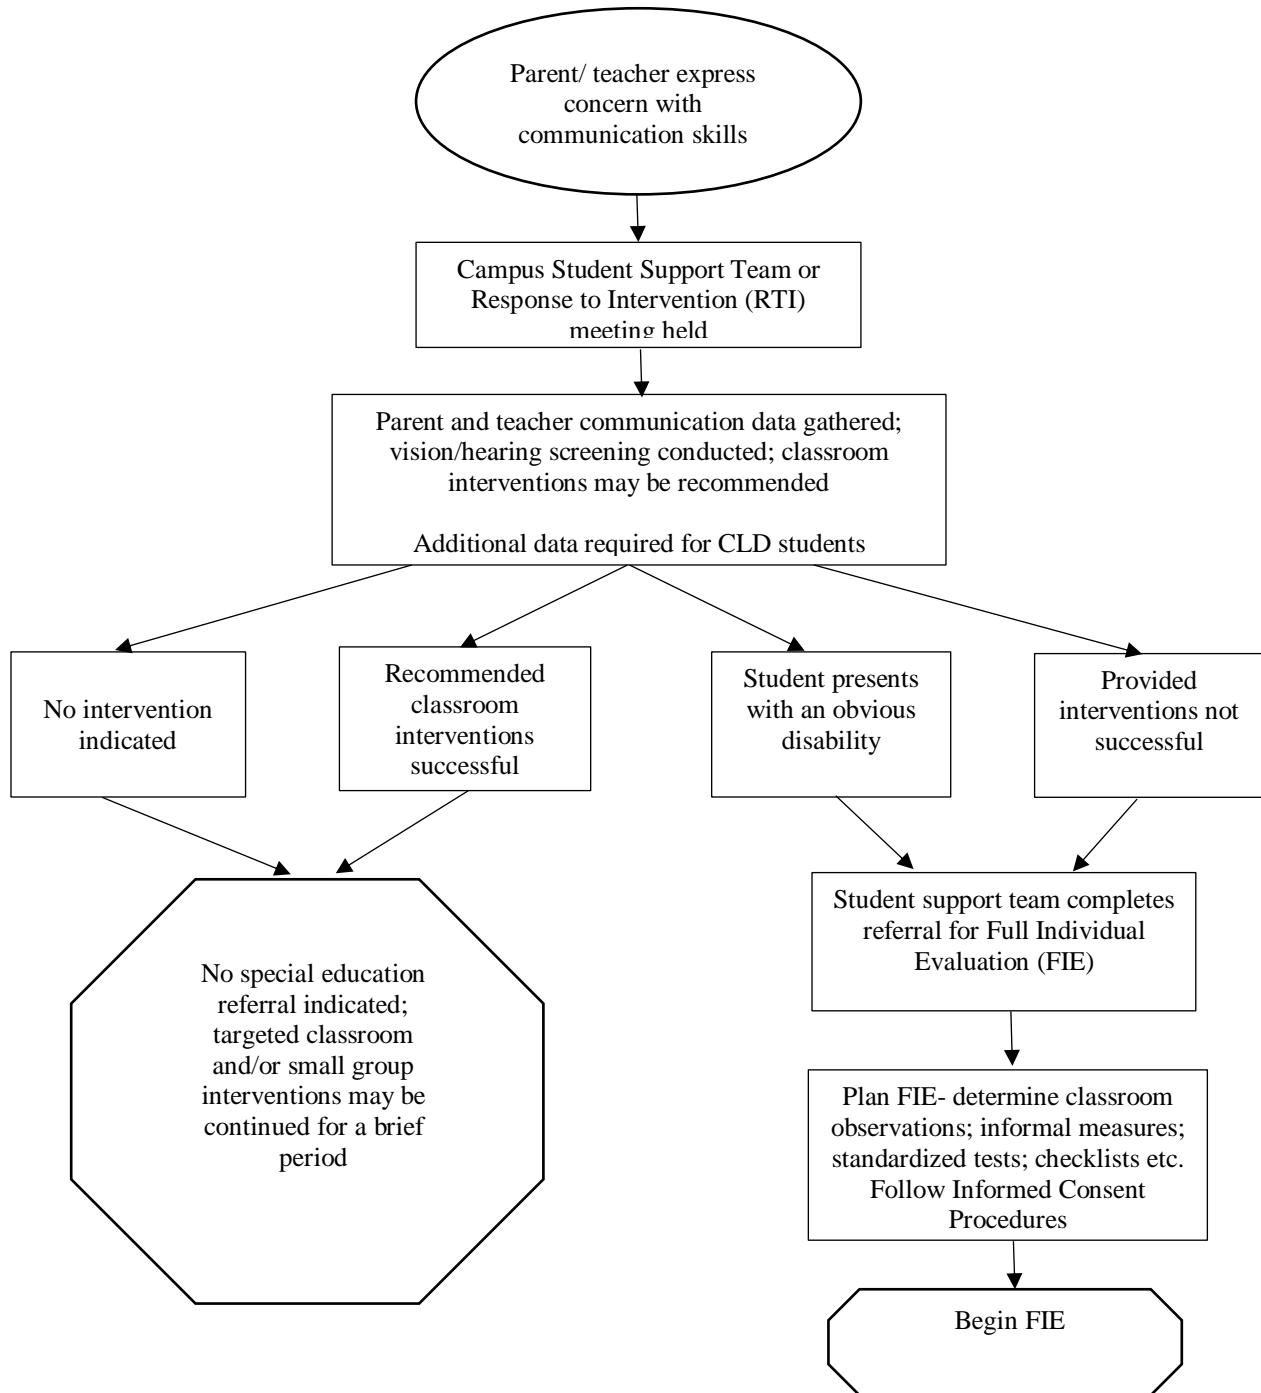 Parent/ teacher express
concern with
communication skills
Campus Student Support Team or
Response to Intervention (RTI)
meeting held
Parent and teacher communication data gathered;
vision/hearing screening conducted; classroom
interventions may be recommended
Additional data required for CLD students
No intervention
indicated
Recommended
classroom
interventions
successful
Student presents
with an obvious
disability
Provided
interventions not
successful
No special education
referral indicated;
targeted classroom
and/or small group
interventions may be
continued for a brief
period
Student support team completes
referral for Full Individual
Evaluation (FIE)
Plan FIE- determine classroom
observations; informal measures;
standardized tests; checklists etc.
Follow Informed Consent
Procedures
Begin FIE